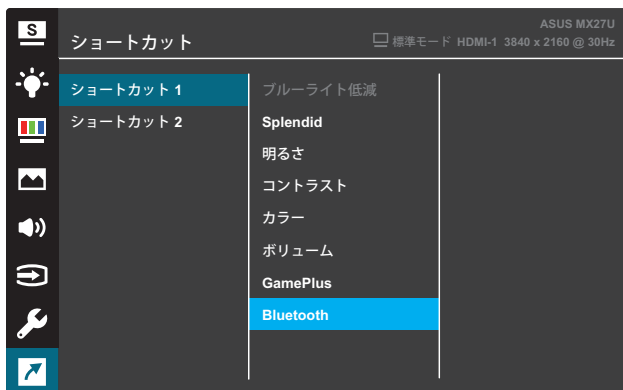 S
ASUS MX27U
ショートカット
標準モード HDMI-1 3840 x 2160 @ 30Hz
ショートカット 1
ショートカット 2
ブルーライト低減
Splendid
明るさ
コントラスト
カラー
ボリューム
GamePlus
Bluetooth